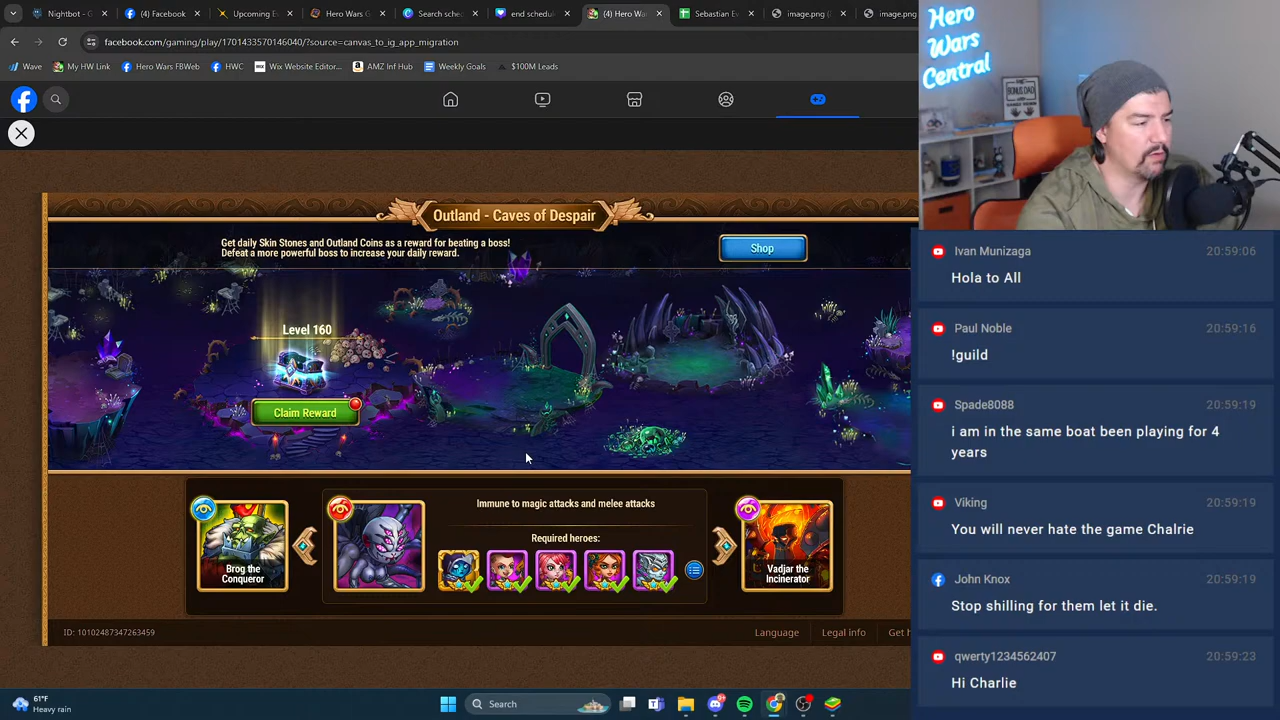 Nightbot - C
(4) Facebook
Upcoming E
Hero Wars G
Search sche
end schedu
(4) Hero Wa
Sebastian E
image.png (
image.png
facebook.com/gaming/play/1701433570146040/?source=canvas_to_ig_app_migration
Wave
My HW Link
Hero Wars FBWeb
HWC
Wix Website Editor...
AMZ Inf Hub
Weekly Goals
$100M Leads
Outland - Caves of Despair
Get daily Skin Stones and Outland Coins as a reward for beating a boss!
Defeat a more powerful boss to increase your daily reward.
Shop
Level 160
Claim Reward
Immune to magic attacks and melee attacks
Required heroes:
Brog the
Conqueror
Vadjar the
Incinerator
ID: 10102487347263459
Language
Legal info
Get h
61°F
Heavy rain
Search
Hero
Wars
Central
BONUS DAD
Ivan Munizaga 20:59:06
Hola to All
Paul Noble 20:59:16
!guild
Spade8088 20:59:19
i am in the same boat been playing for 4
years
Viking 20:59:19
You will never hate the game Chalrie
John Knox 20:59:19
Stop shilling for them let it die.
qwerty1234562407 20:59:23
Hi Charlie